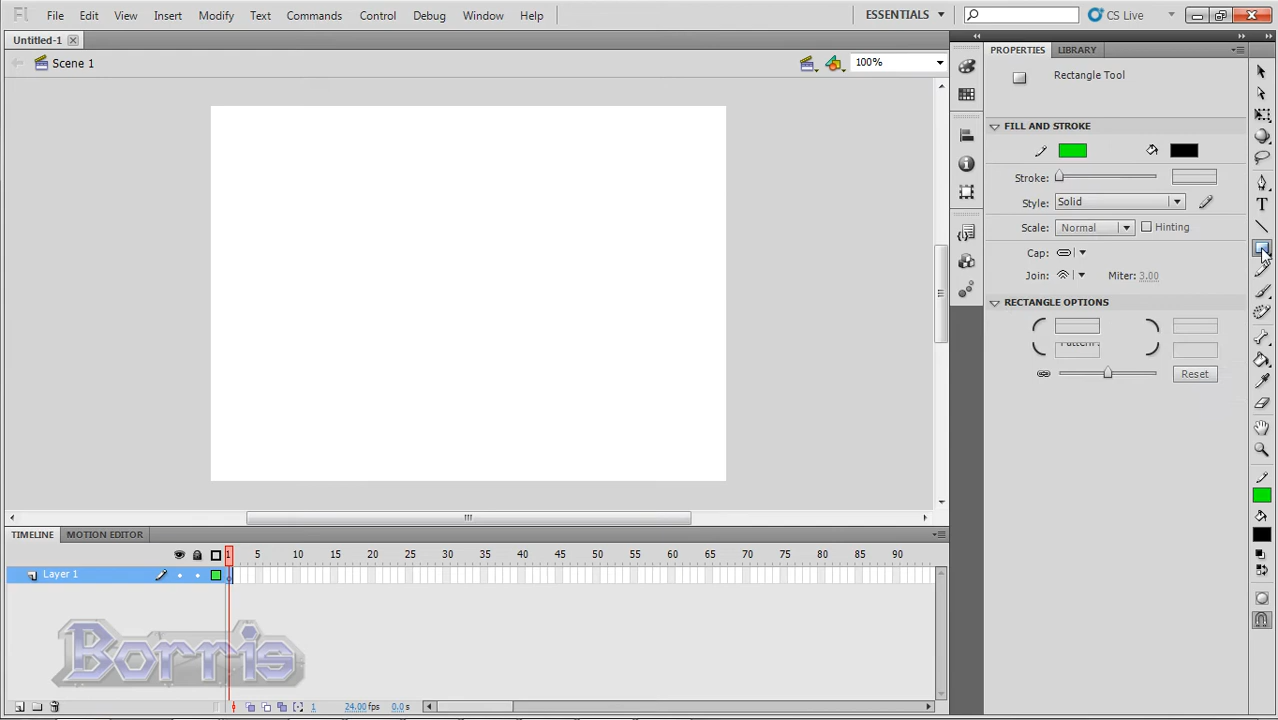 Fl File Edit View Insert Modify Text Commands Control Debug Window Help ESSENTIALS CS Live
Untitled-1
Scene 1 100%
PROPERTIES LIBRARY
Rectangle Tool
FILL AND STROKE
Stroke:
Style: Solid
Scale: Normal Hinting
Cap:
Join: Miter: 3.00
RECTANGLE OPTIONS
Reset
TIMELINE MOTION EDITOR
1 5 10 15 20 25 30 35 40 45 50 55 60 65 70 75 80 85 90
Layer 1
Borris
1 24.00 fps 0.0 s